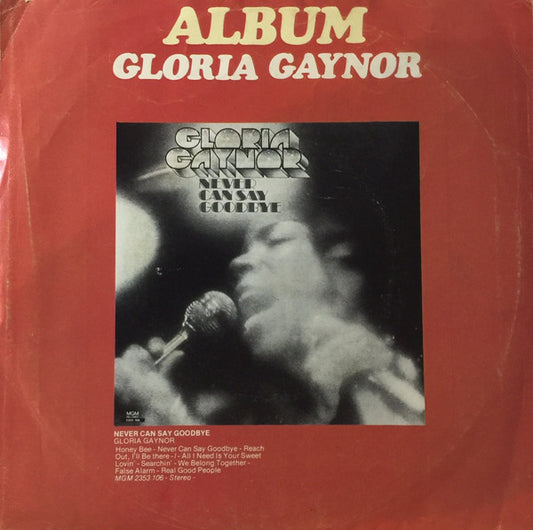 ALBUM
GLORIA GAYNOR
GLORIA
GAYNOR
NEVER
CAN SAY
GOODBYE
MGM
NEVER CAN SAY GOODBYE
GLORIA GAYNOR
Honey Bee - Never Can Say Goodbye - Reach
Out, I'll Be there - / - All I Need Is Your Sweet
Lovin' - Searchin' - We Belong Together -
False Alarm - Real Good People
MGM 2353 106 - Stereo -